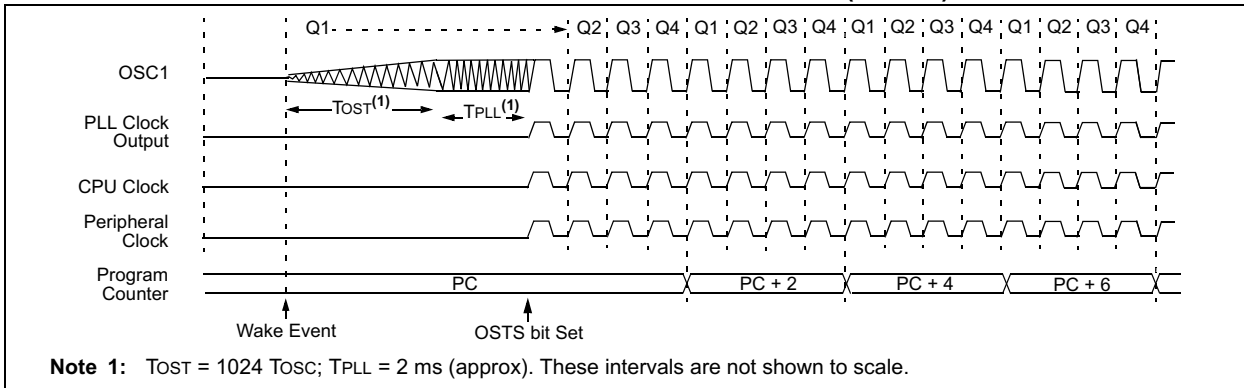 Q1 Q2 Q3 Q4 Q1 Q2 Q3 Q4 Q1 Q2 Q3 Q4 Q1 Q2 Q3 Q4
OSC1
TOST(1) TPLL(1)
PLL Clock
Output
CPU Clock
Peripheral
Clock
Program
Counter
PC PC + 2 PC + 4 PC + 6
Wake Event OSTS bit Set
Note 1: TOST = 1024 TOSC; TPLL = 2 ms (approx). These intervals are not shown to scale.